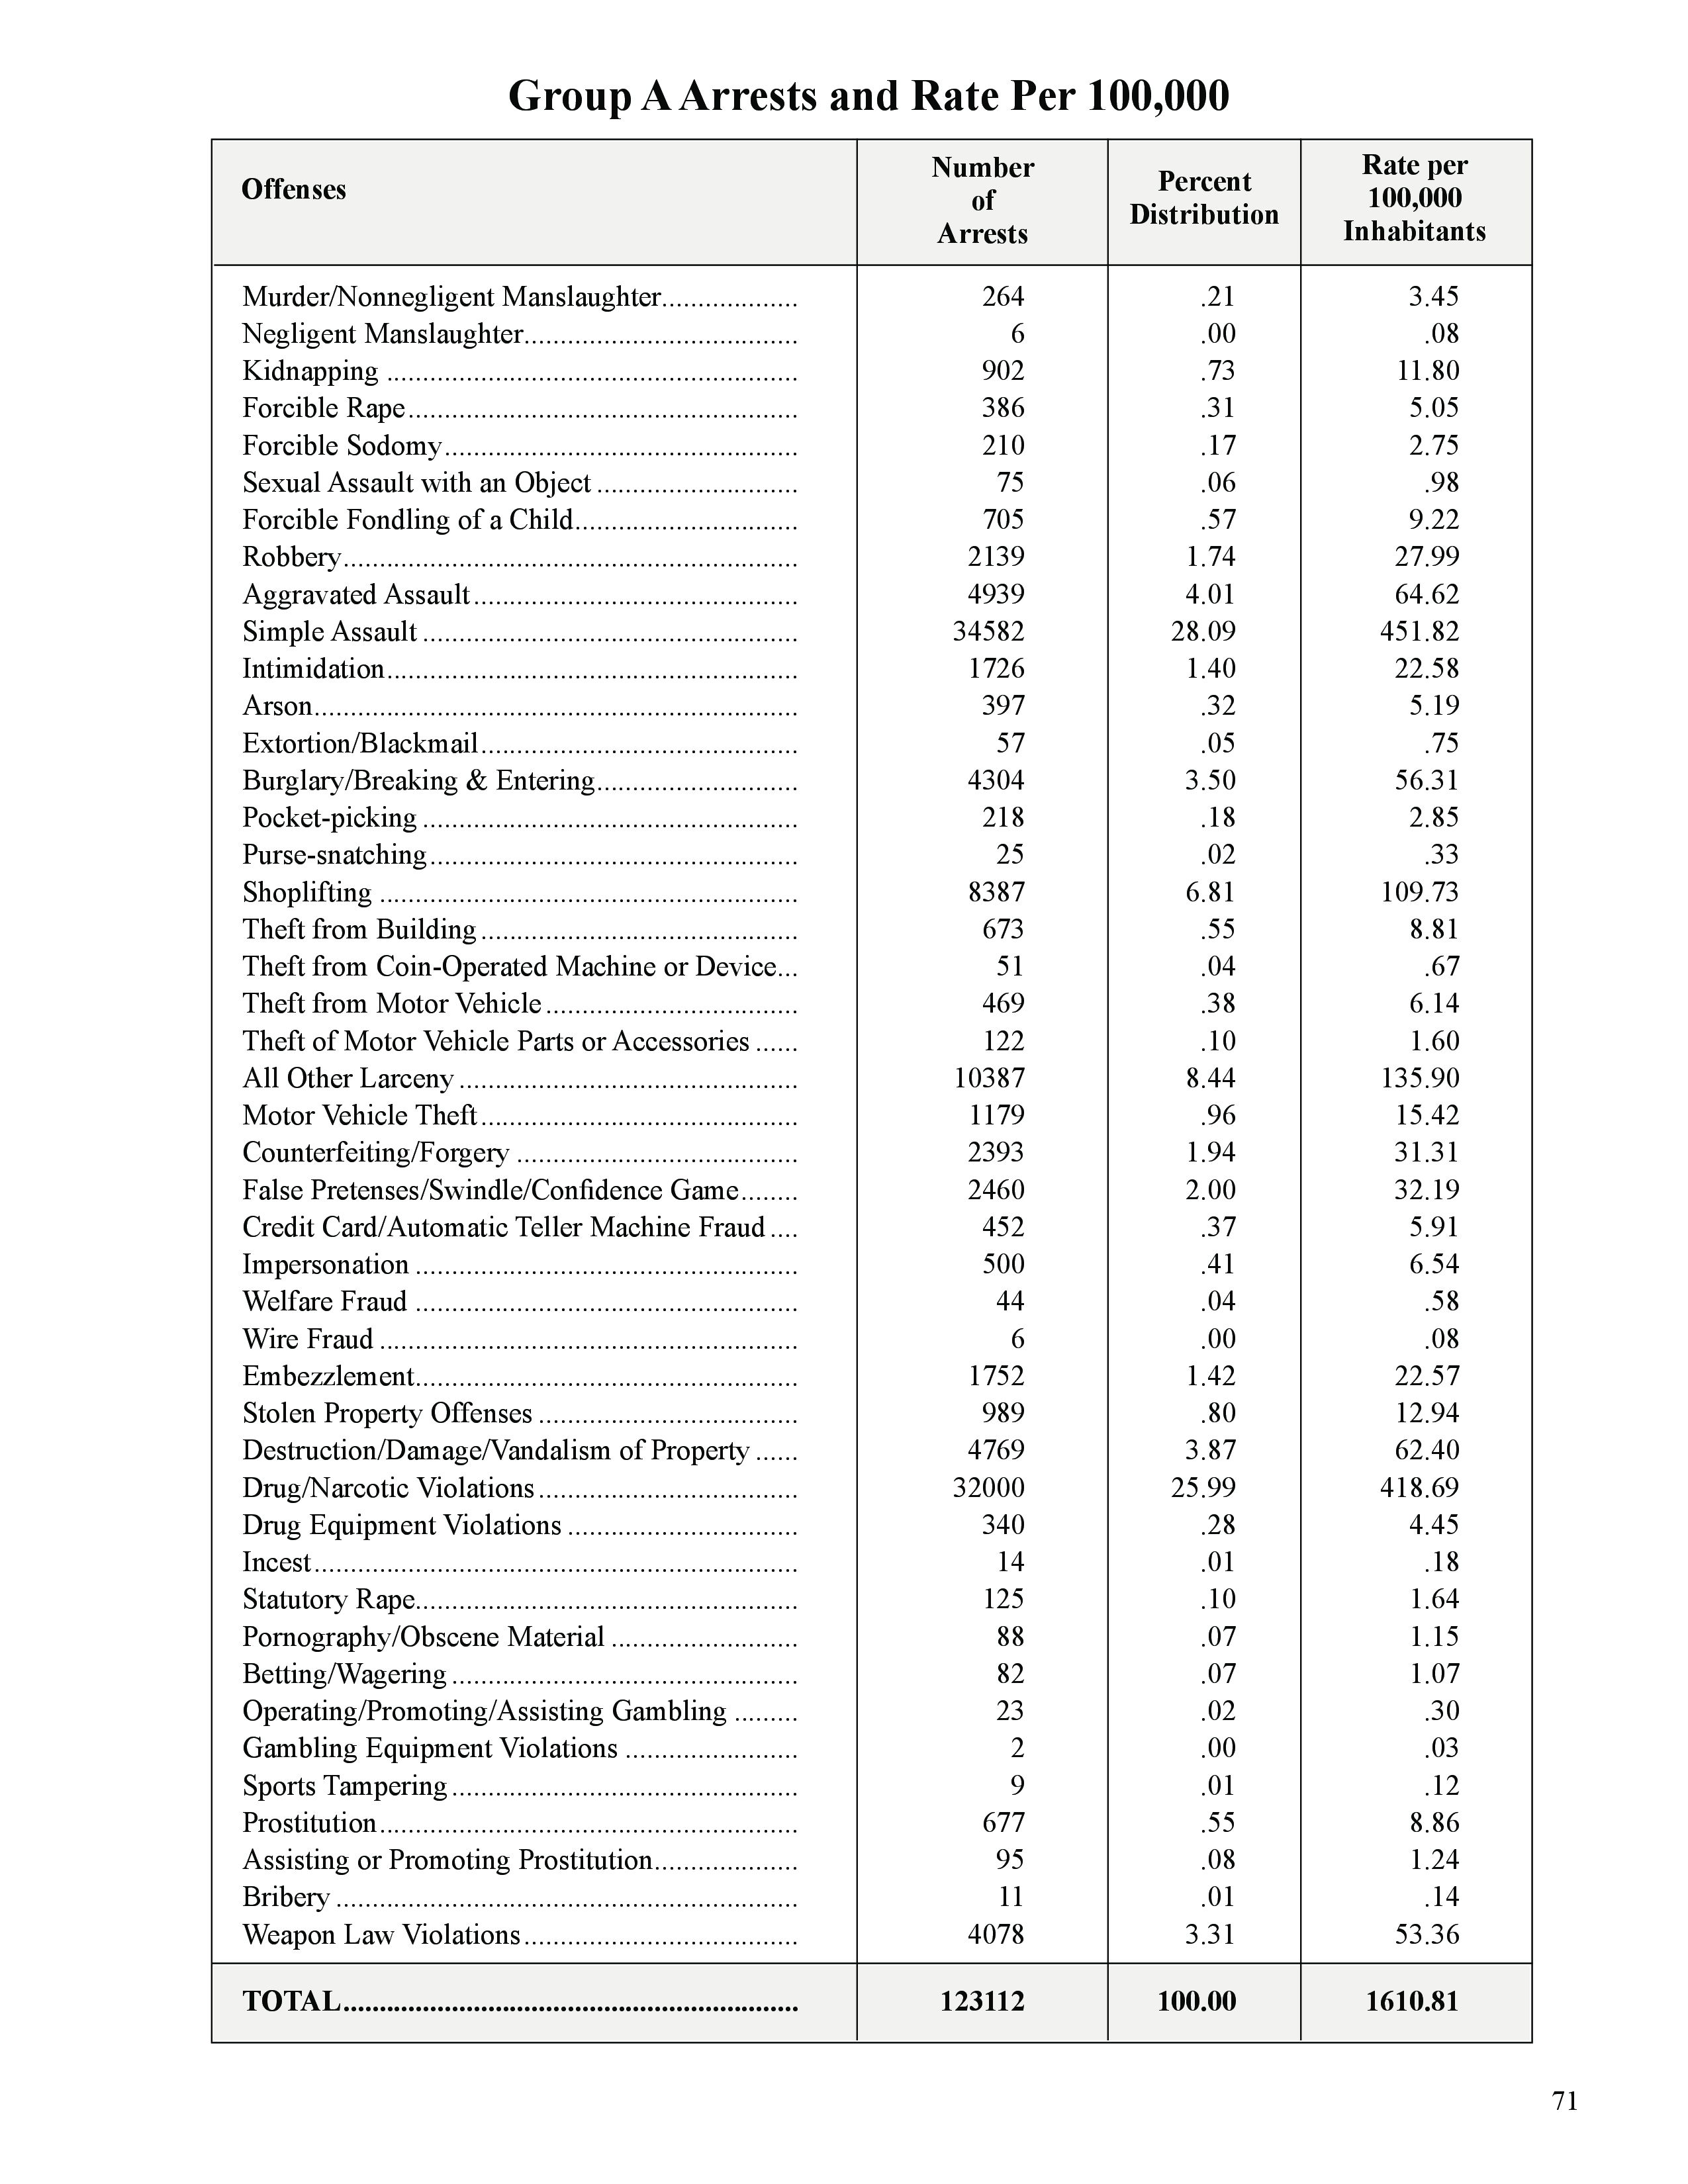 Group A Arrests and Rate Per 100,000
Offenses Number of Arrests Percent Distribution Rate per 100,000 Inhabitants
Murder/Nonnegligent Manslaughter................... 264 .21 3.45
Negligent Manslaughter...................................... 6 .00 .08
Kidnapping ......................................................... 902 .73 11.80
Forcible Rape...................................................... 386 .31 5.05
Forcible Sodomy................................................. 210 .17 2.75
Sexual Assault with an Object ............................ 75 .06 .98
Forcible Fondling of a Child............................... 705 .57 9.22
Robbery............................................................... 2139 1.74 27.99
Aggravated Assault............................................. 4939 4.01 64.62
Simple Assault .................................................... 34582 28.09 451.82
Intimidation......................................................... 1726 1.40 22.58
Arson................................................................... 397 .32 5.19
Extortion/Blackmail............................................ 57 .05 .75
Burglary/Breaking & Entering............................ 4304 3.50 56.31
Pocket-picking .................................................... 218 .18 2.85
Purse-snatching................................................... 25 .02 .33
Shoplifting .......................................................... 8387 6.81 109.73
Theft from Building............................................ 673 .55 8.81
Theft from Coin-Operated Machine or Device... 51 .04 .67
Theft from Motor Vehicle................................... 469 .38 6.14
Theft of Motor Vehicle Parts or Accessories ...... 122 .10 1.60
All Other Larceny ............................................... 10387 8.44 135.90
Motor Vehicle Theft............................................ 1179 .96 15.42
Counterfeiting/Forgery ....................................... 2393 1.94 31.31
False Pretenses/Swindle/Confidence Game........ 2460 2.00 32.19
Credit Card/Automatic Teller Machine Fraud .... 452 .37 5.91
Impersonation ..................................................... 500 .41 6.54
Welfare Fraud ..................................................... 44 .04 .58
Wire Fraud .......................................................... 6 .00 .08
Embezzlement..................................................... 1752 1.42 22.57
Stolen Property Offenses .................................... 989 .80 12.94
Destruction/Damage/Vandalism of Property ...... 4769 3.87 62.40
Drug/Narcotic Violations.................................... 32000 25.99 418.69
Drug Equipment Violations ................................ 340 .28 4.45
Incest................................................................... 14 .01 .18
Statutory Rape..................................................... 125 .10 1.64
Pornography/Obscene Material .......................... 88 .07 1.15
Betting/Wagering ................................................ 82 .07 1.07
Operating/Promoting/Assisting Gambling ......... 23 .02 .30
Gambling Equipment Violations ........................ 2 .00 .03
Sports Tampering................................................ 9 .01 .12
Prostitution.......................................................... 677 .55 8.86
Assisting or Promoting Prostitution.................... 95 .08 1.24
Bribery ................................................................ 11 .01 .14
Weapon Law Violations...................................... 4078 3.31 53.36
TOTAL............................................................... 123112 100.00 1610.81
71